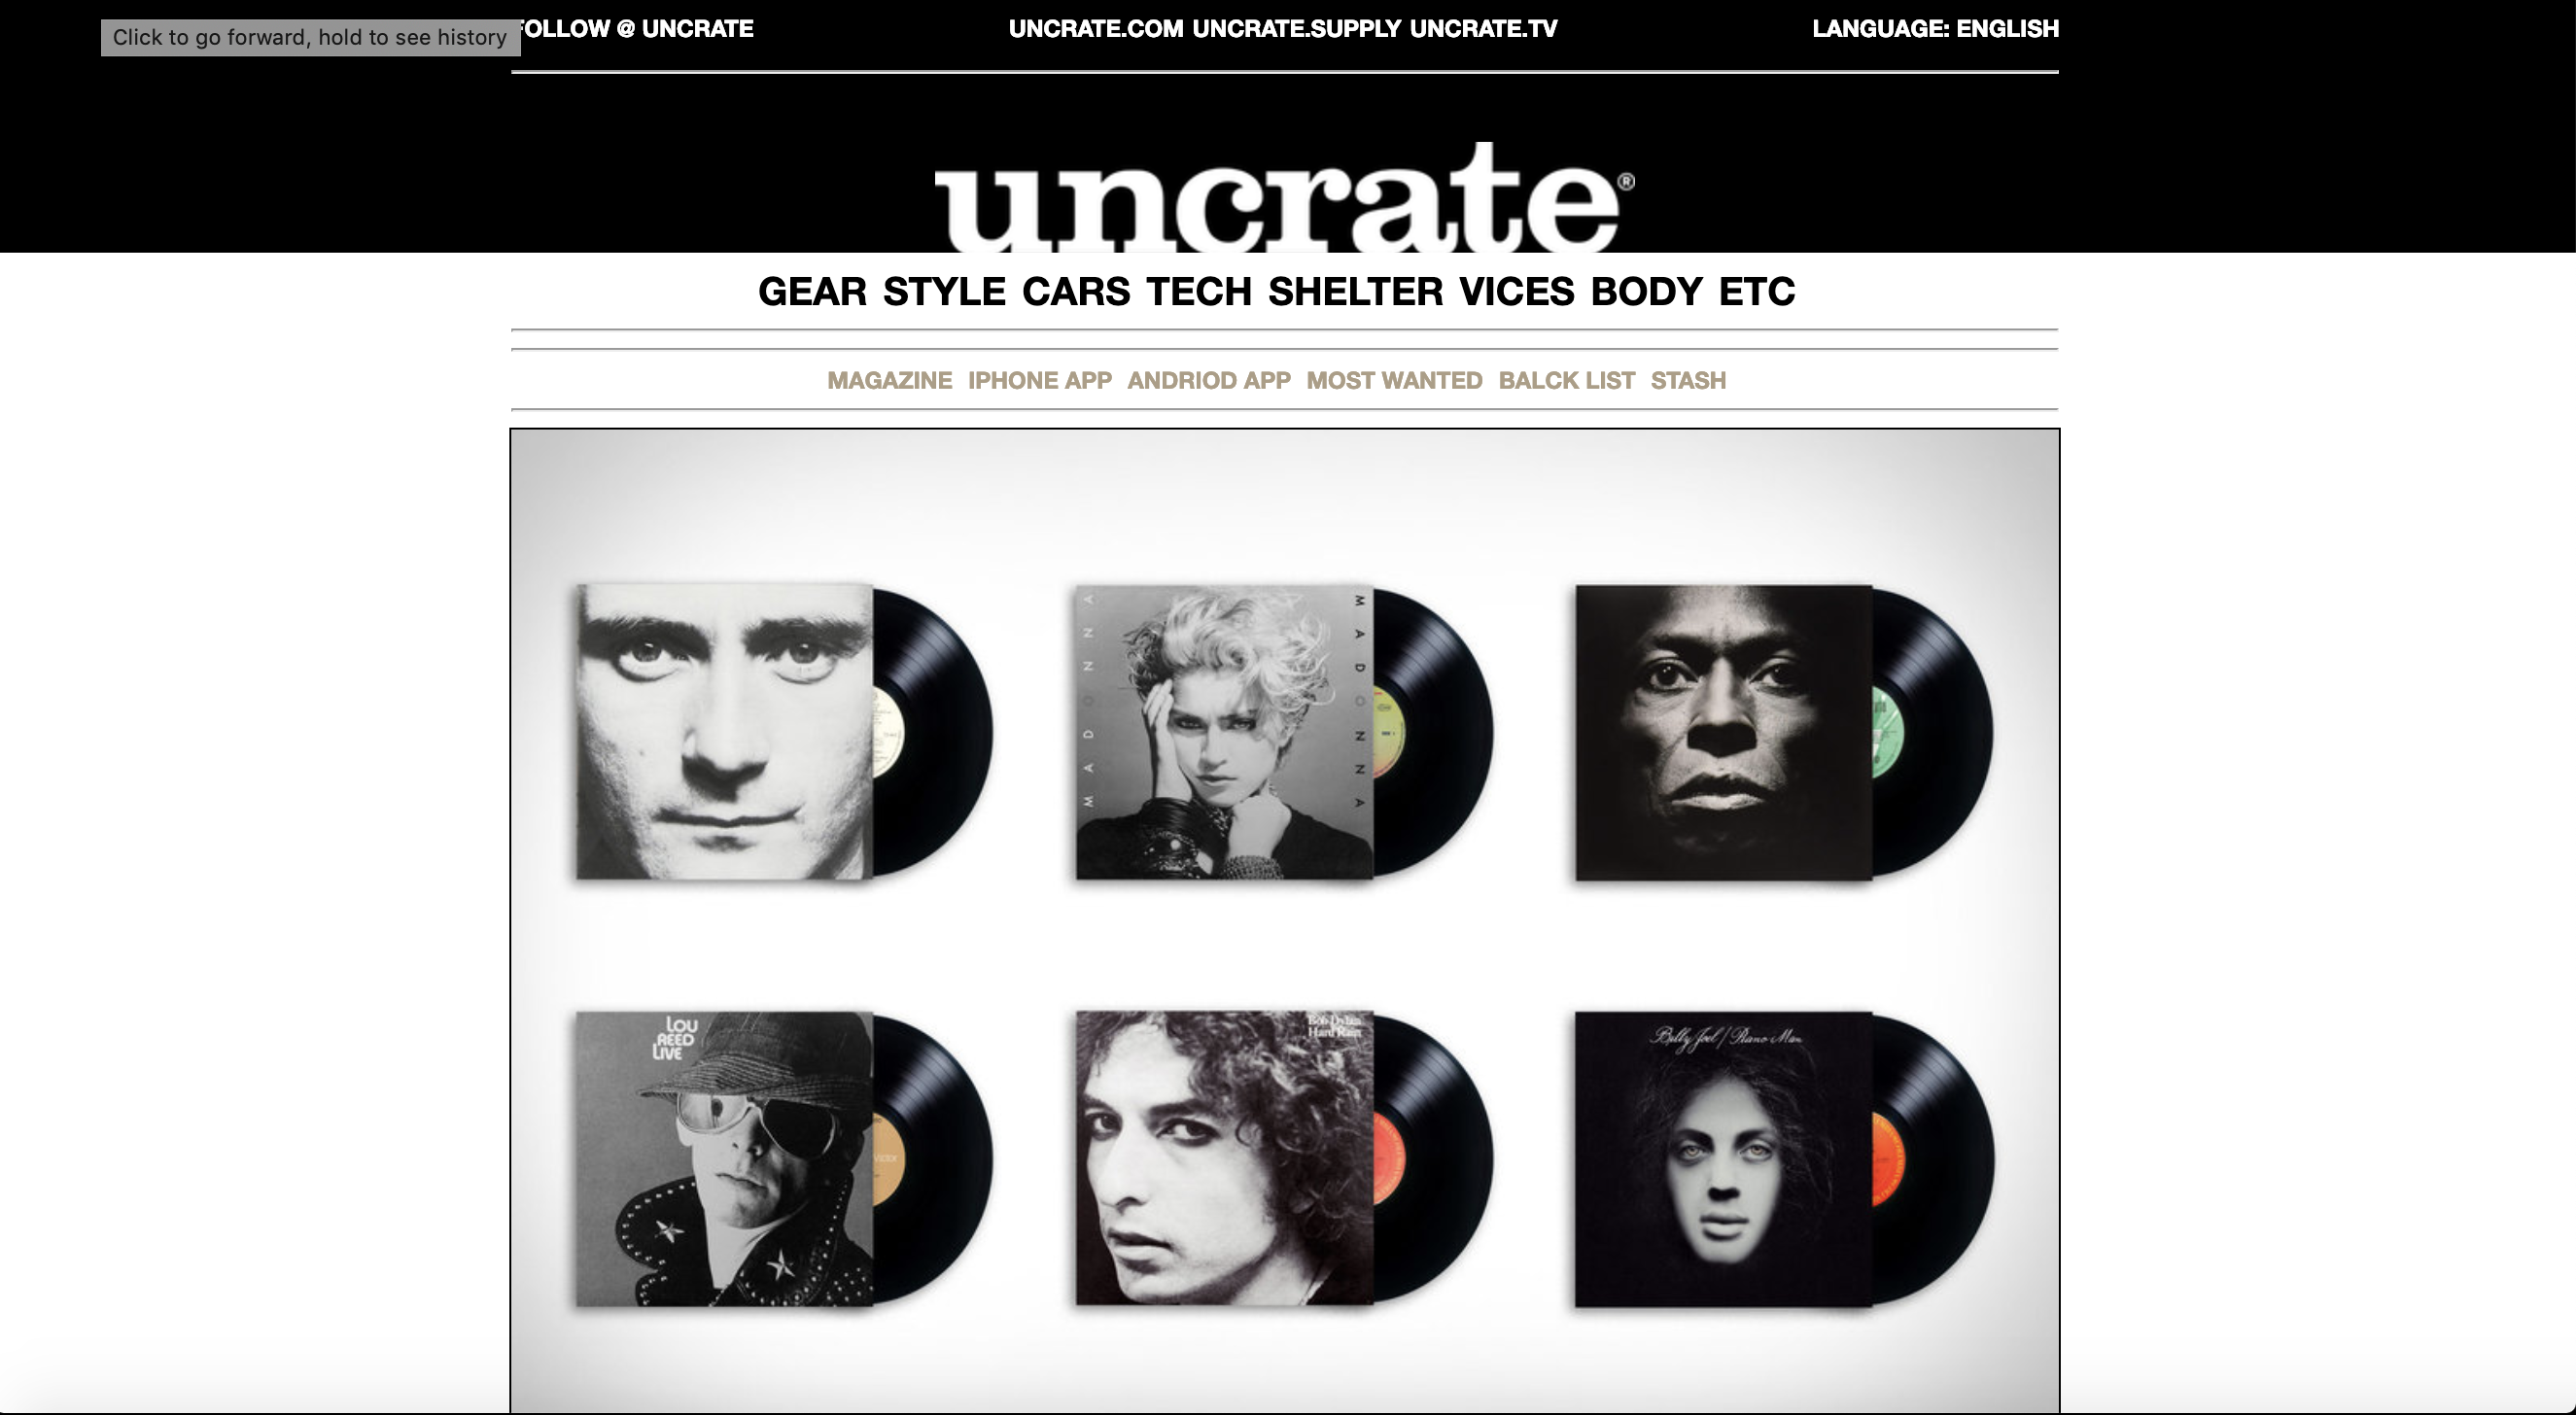 Click to go forward, hold to see history
FOLLOW @ UNCRATE
UNCRATE.COM UNCRATE.SUPPLY UNCRATE.TV
LANGUAGE: ENGLISH
uncrate®
GEAR STYLE CARS TECH SHELTER VICES BODY ETC
MAGAZINE IPHONE APP ANDRIOD APP MOST WANTED BALCK LIST STASH
MADONNA
MADONNA
LOU
REED
LIVE
Bob Dylan
Hard Rain
Billy Joel / Piano Man